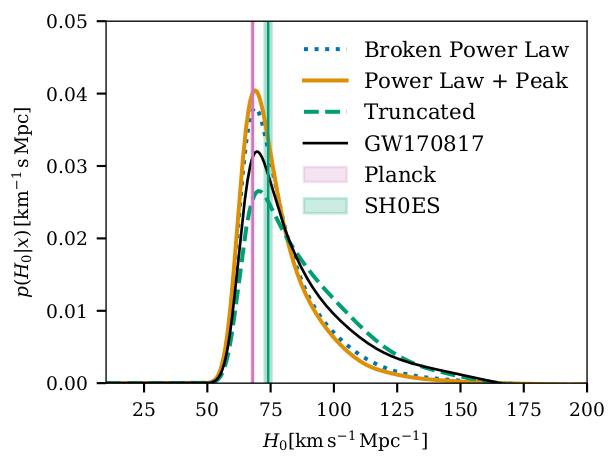 0.05
0.04
0.03
0.02
0.01
0.00
p(H₀|x) [km⁻¹ s Mpc]
Broken Power Law
Power Law + Peak
Truncated
GW170817
Planck
SH0ES
25 50 75 100 125 150 175 200
H₀[km s⁻¹ Mpc⁻¹]